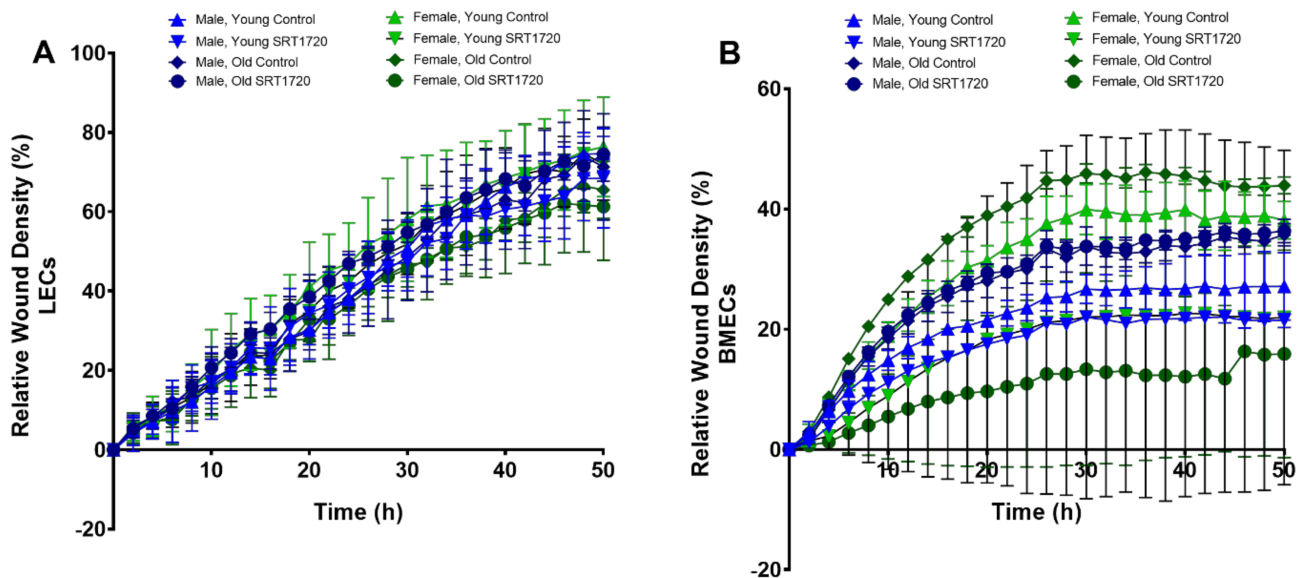 A
Male, Young Control
Male, Young SRT1720
Male, Old Control
Male, Old SRT1720
Female, Young Control
Female, Young SRT1720
Female, Old Control
Female, Old SRT1720
Relative Wound Density (%)
LECs
100
80
60
40
20
0
-20
10
20
30
40
50
Time (h)
B
Male, Young Control
Male, Young SRT1720
Male, Old Control
Male, Old SRT1720
Female, Young Control
Female, Young SRT1720
Female, Old Control
Female, Old SRT1720
Relative Wound Density (%)
BMECs
60
40
20
0
-20
10
20
30
40
50
Time (h)